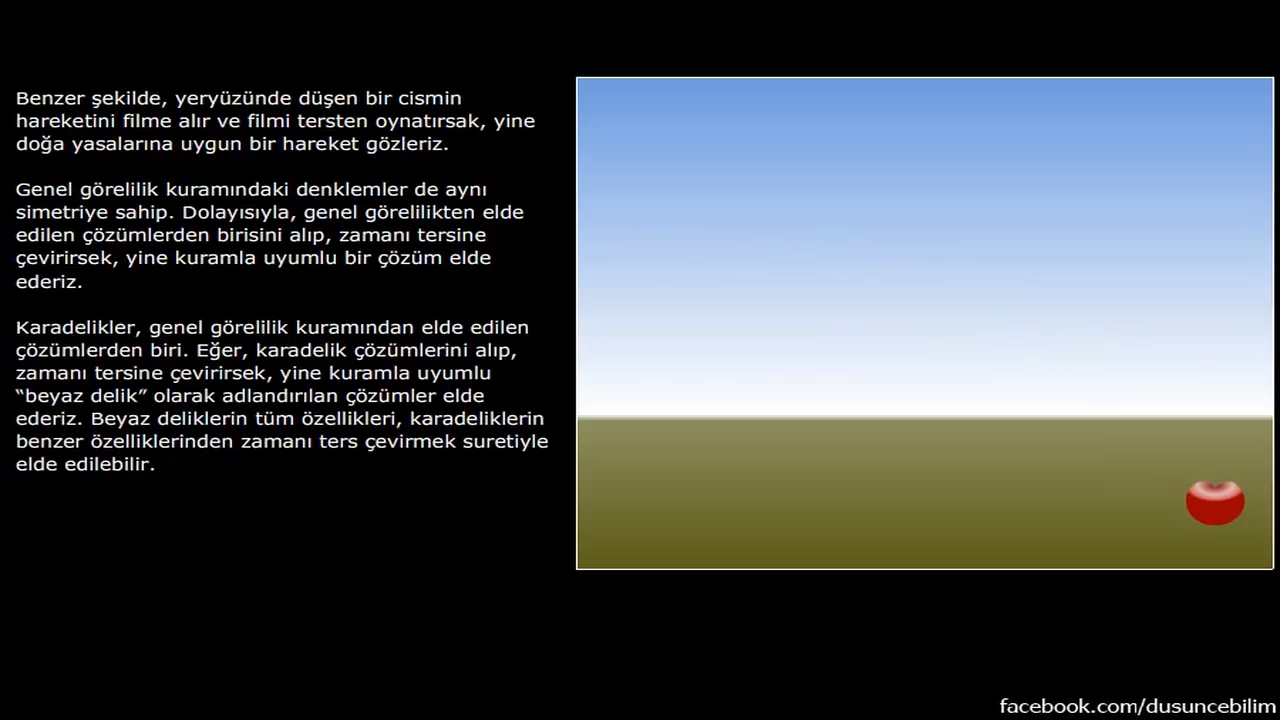 Benzer şekilde, yeryüzünde düşen bir cismin
hareketini filme alır ve filmi tersten oynatırsak, yine
doğa yasalarına uygun bir hareket gözleriz.
Genel görelilik kuramındaki denklemler de aynı
simetriye sahip. Dolayısıyla, genel görelilikten elde
edilen çözümlerden birisini alıp, zamanı tersine
çevirirsek, yine kuramla uyumlu bir çözüm elde
ederiz.
Karadelikler, genel görelilik kuramından elde edilen
çözümlerden biri. Eğer, karadelik çözümlerini alıp,
zamanı tersine çevirirsek, yine kuramla uyumlu
“beyaz delik” olarak adlandırılan çözümler elde
ederiz. Beyaz deliklerin tüm özellikleri, karadeliklerin
benzer özelliklerinden zamanı ters çevirmek suretiyle
elde edilebilir.
facebook.com/dusuncebilim